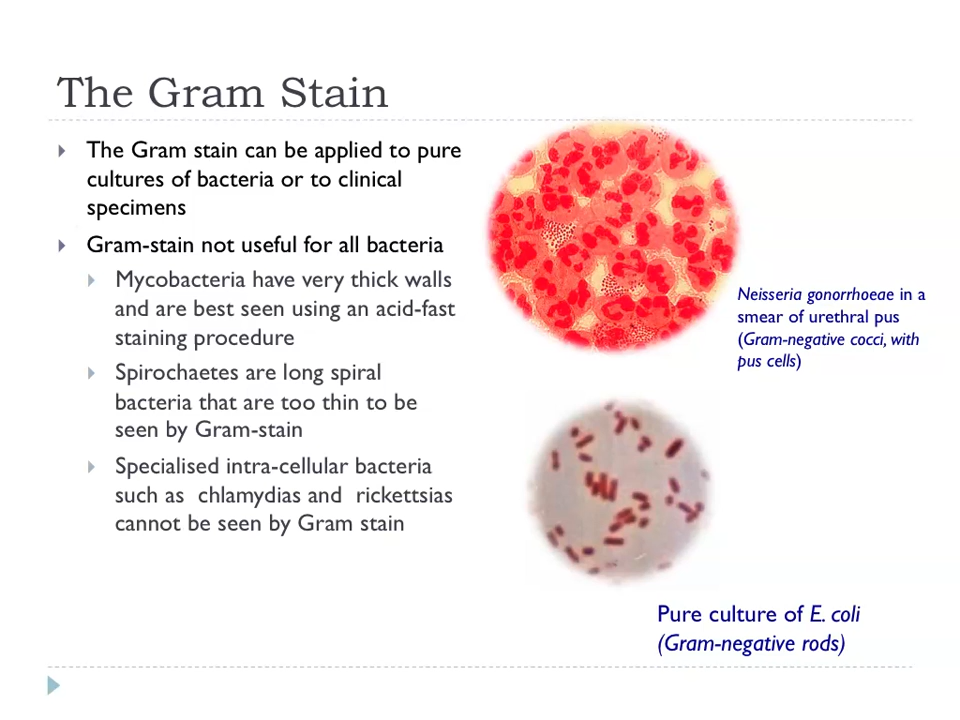 The Gram Stain
The Gram stain can be applied to pure
cultures of bacteria or to clinical
specimens
Gram-stain not useful for all bacteria
Mycobacteria have very thick walls
and are best seen using an acid-fast
staining procedure
Spirochaetes are long spiral
bacteria that are too thin to be
seen by Gram-stain
Specialised intra-cellular bacteria
such as chlamydias and rickettsias
cannot be seen by Gram stain
Neisseria gonorrhoeae in a
smear of urethral pus
(Gram-negative cocci, with
pus cells)
Pure culture of E. coli
(Gram-negative rods)